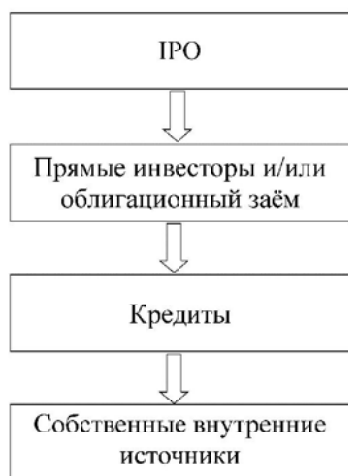 IPO
Прямые инвесторы и/или
облигационный заём
Кредиты
Собственные внутренние
источники